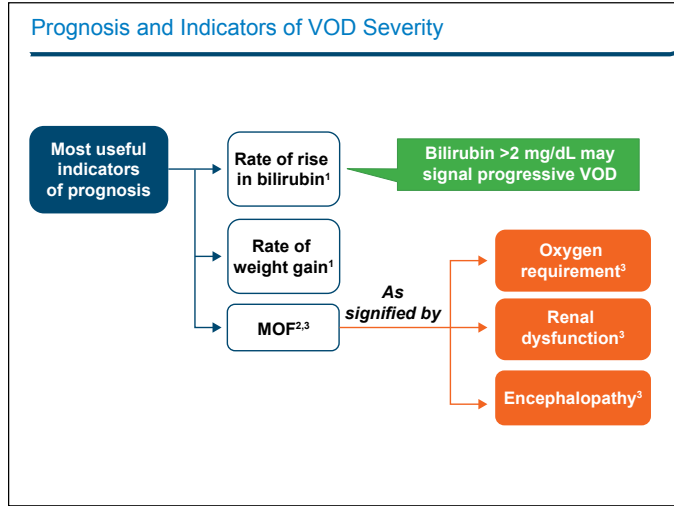 Prognosis and Indicators of VOD Severity
Most useful
indicators
of prognosis
Rate of rise
in bilirubin¹
Bilirubin >2 mg/dL may
signal progressive VOD
Rate of
weight gain¹
MOF²,³
As
signified by
Oxygen
requirement³
Renal
dysfunction³
Encephalopathy³